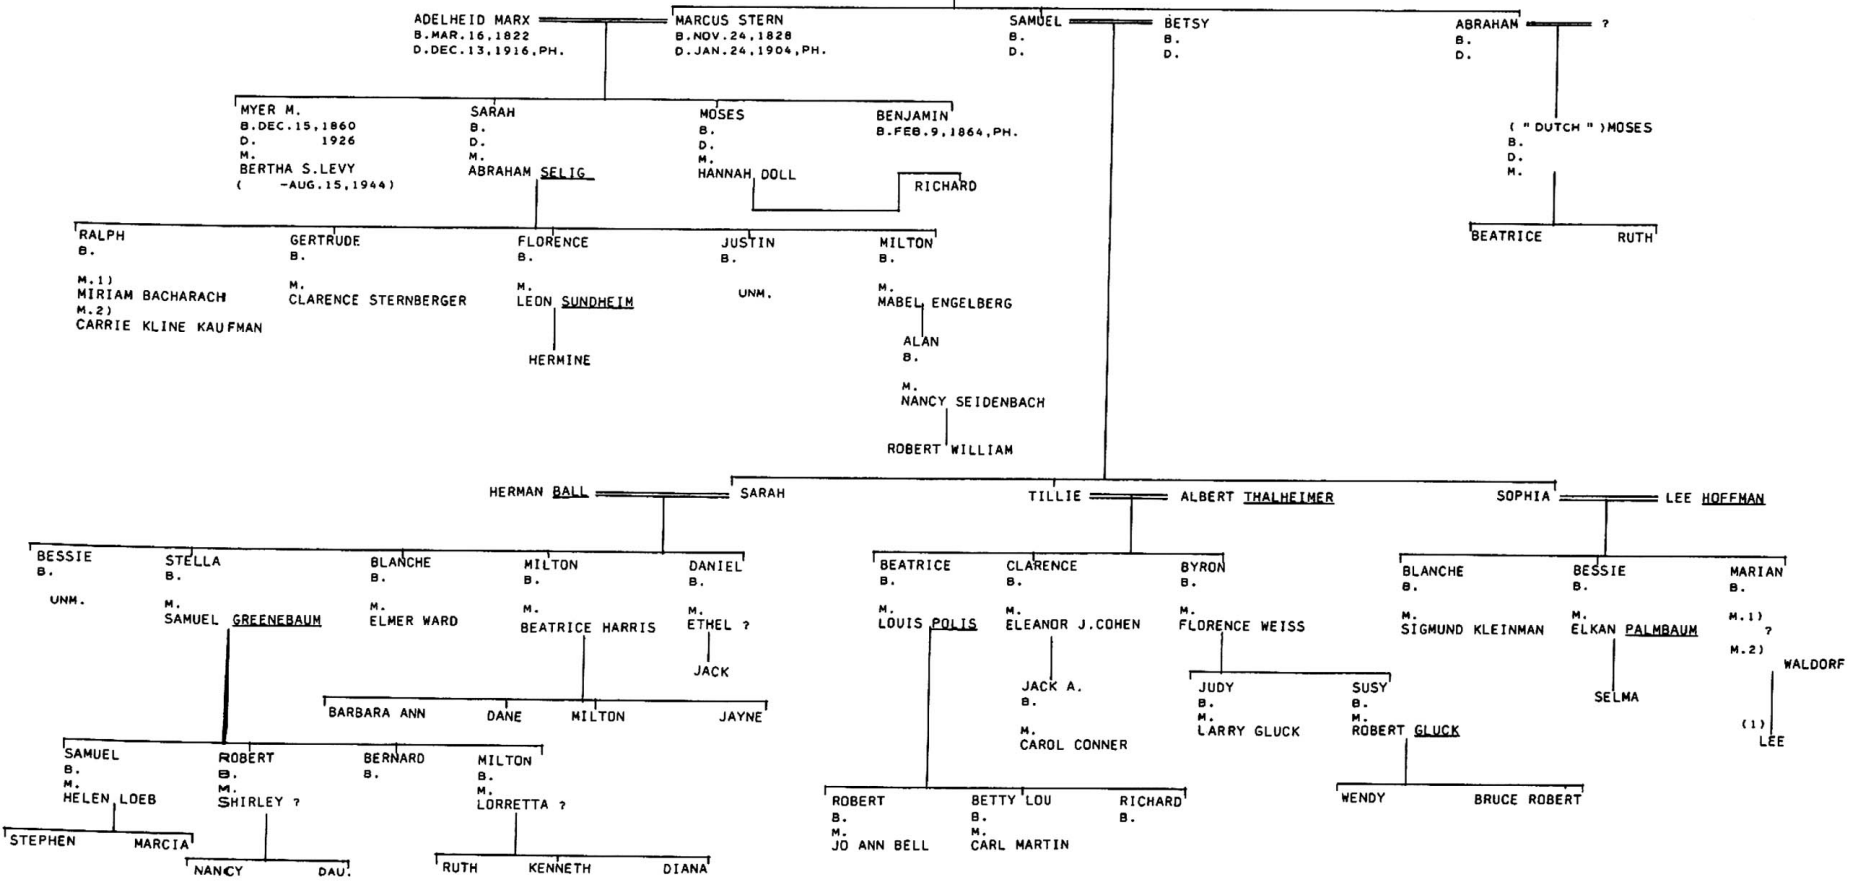 ADELHEID MARX
B.MAR.16,1822
D.DEC.13,1916,PH.
MARCUS STERN
B.NOV.24,1828
D.JAN.24,1904,PH.
SAMUEL
B.
D.
BETSY
B.
D.
ABRAHAM
B.
D.
?
MYER M.
B.DEC.15,1860
D. 1926
M.
BERTHA S.LEVY
( -AUG.15,1944)
SARAH
B.
D.
M.
ABRAHAM SELIG
MOSES
B.
D.
M.
HANNAH DOLL
BENJAMIN
B.FEB.9,1864,PH.
RICHARD
("DUTCH")MOSES
B.
D.
M.
BEATRICE
RUTH
RALPH
B.
M.1)
MIRIAM BACHARACH
M.2)
CARRIE KLINE KAUFMAN
GERTRUDE
B.
M.
CLARENCE STERNBERGER
FLORENCE
B.
M.
LEON SUNDHEIM
HERMINE
JUSTIN
B.
UNM.
MILTON
B.
M.
MABEL ENGELBERG
ALAN
B.
M.
NANCY SEIDENBACH
ROBERT WILLIAM
HERMAN BALL
SARAH
TILLIE
ALBERT THALHEIMER
SOPHIA
LEE HOFFMAN
BESSIE
B.
UNM.
STELLA
B.
M.
SAMUEL GREENEBAUM
BLANCHE
B.
M.
ELMER WARD
MILTON
B.
M.
BEATRICE HARRIS
DANIEL
B.
M.
ETHEL ?
JACK
BARBARA ANN
DANE
MILTON
JAYNE
BEATRICE
B.
M.
LOUIS POLIS
CLARENCE
B.
M.
ELEANOR J.COHEN
JACK A.
B.
M.
CAROL CONNER
BYRON
B.
M.
FLORENCE WEISS
JUDY
B.
M.
LARRY GLUCK
SUSY
B.
M.
ROBERT GLUCK
WENDY
BRUCE ROBERT
BLANCHE
B.
M.
SIGMUND KLEINMAN
BESSIE
B.
M.
ELKAN PALMBAUM
SELMA
MARIAN
B.
M.1)
?
M.2)
WALDORF
(1)
LEE
SAMUEL
B.
M.
HELEN LOEB
ROBERT
B.
M.
SHIRLEY ?
BERNARD
B.
MILTON
B.
M.
LORRETTA ?
ROBERT
B.
M.
JO ANN BELL
BETTY LOU
B.
M.
CARL MARTIN
RICHARD
B.
STEPHEN
MARCIA
NANCY
DAU.
RUTH
KENNETH
DIANA